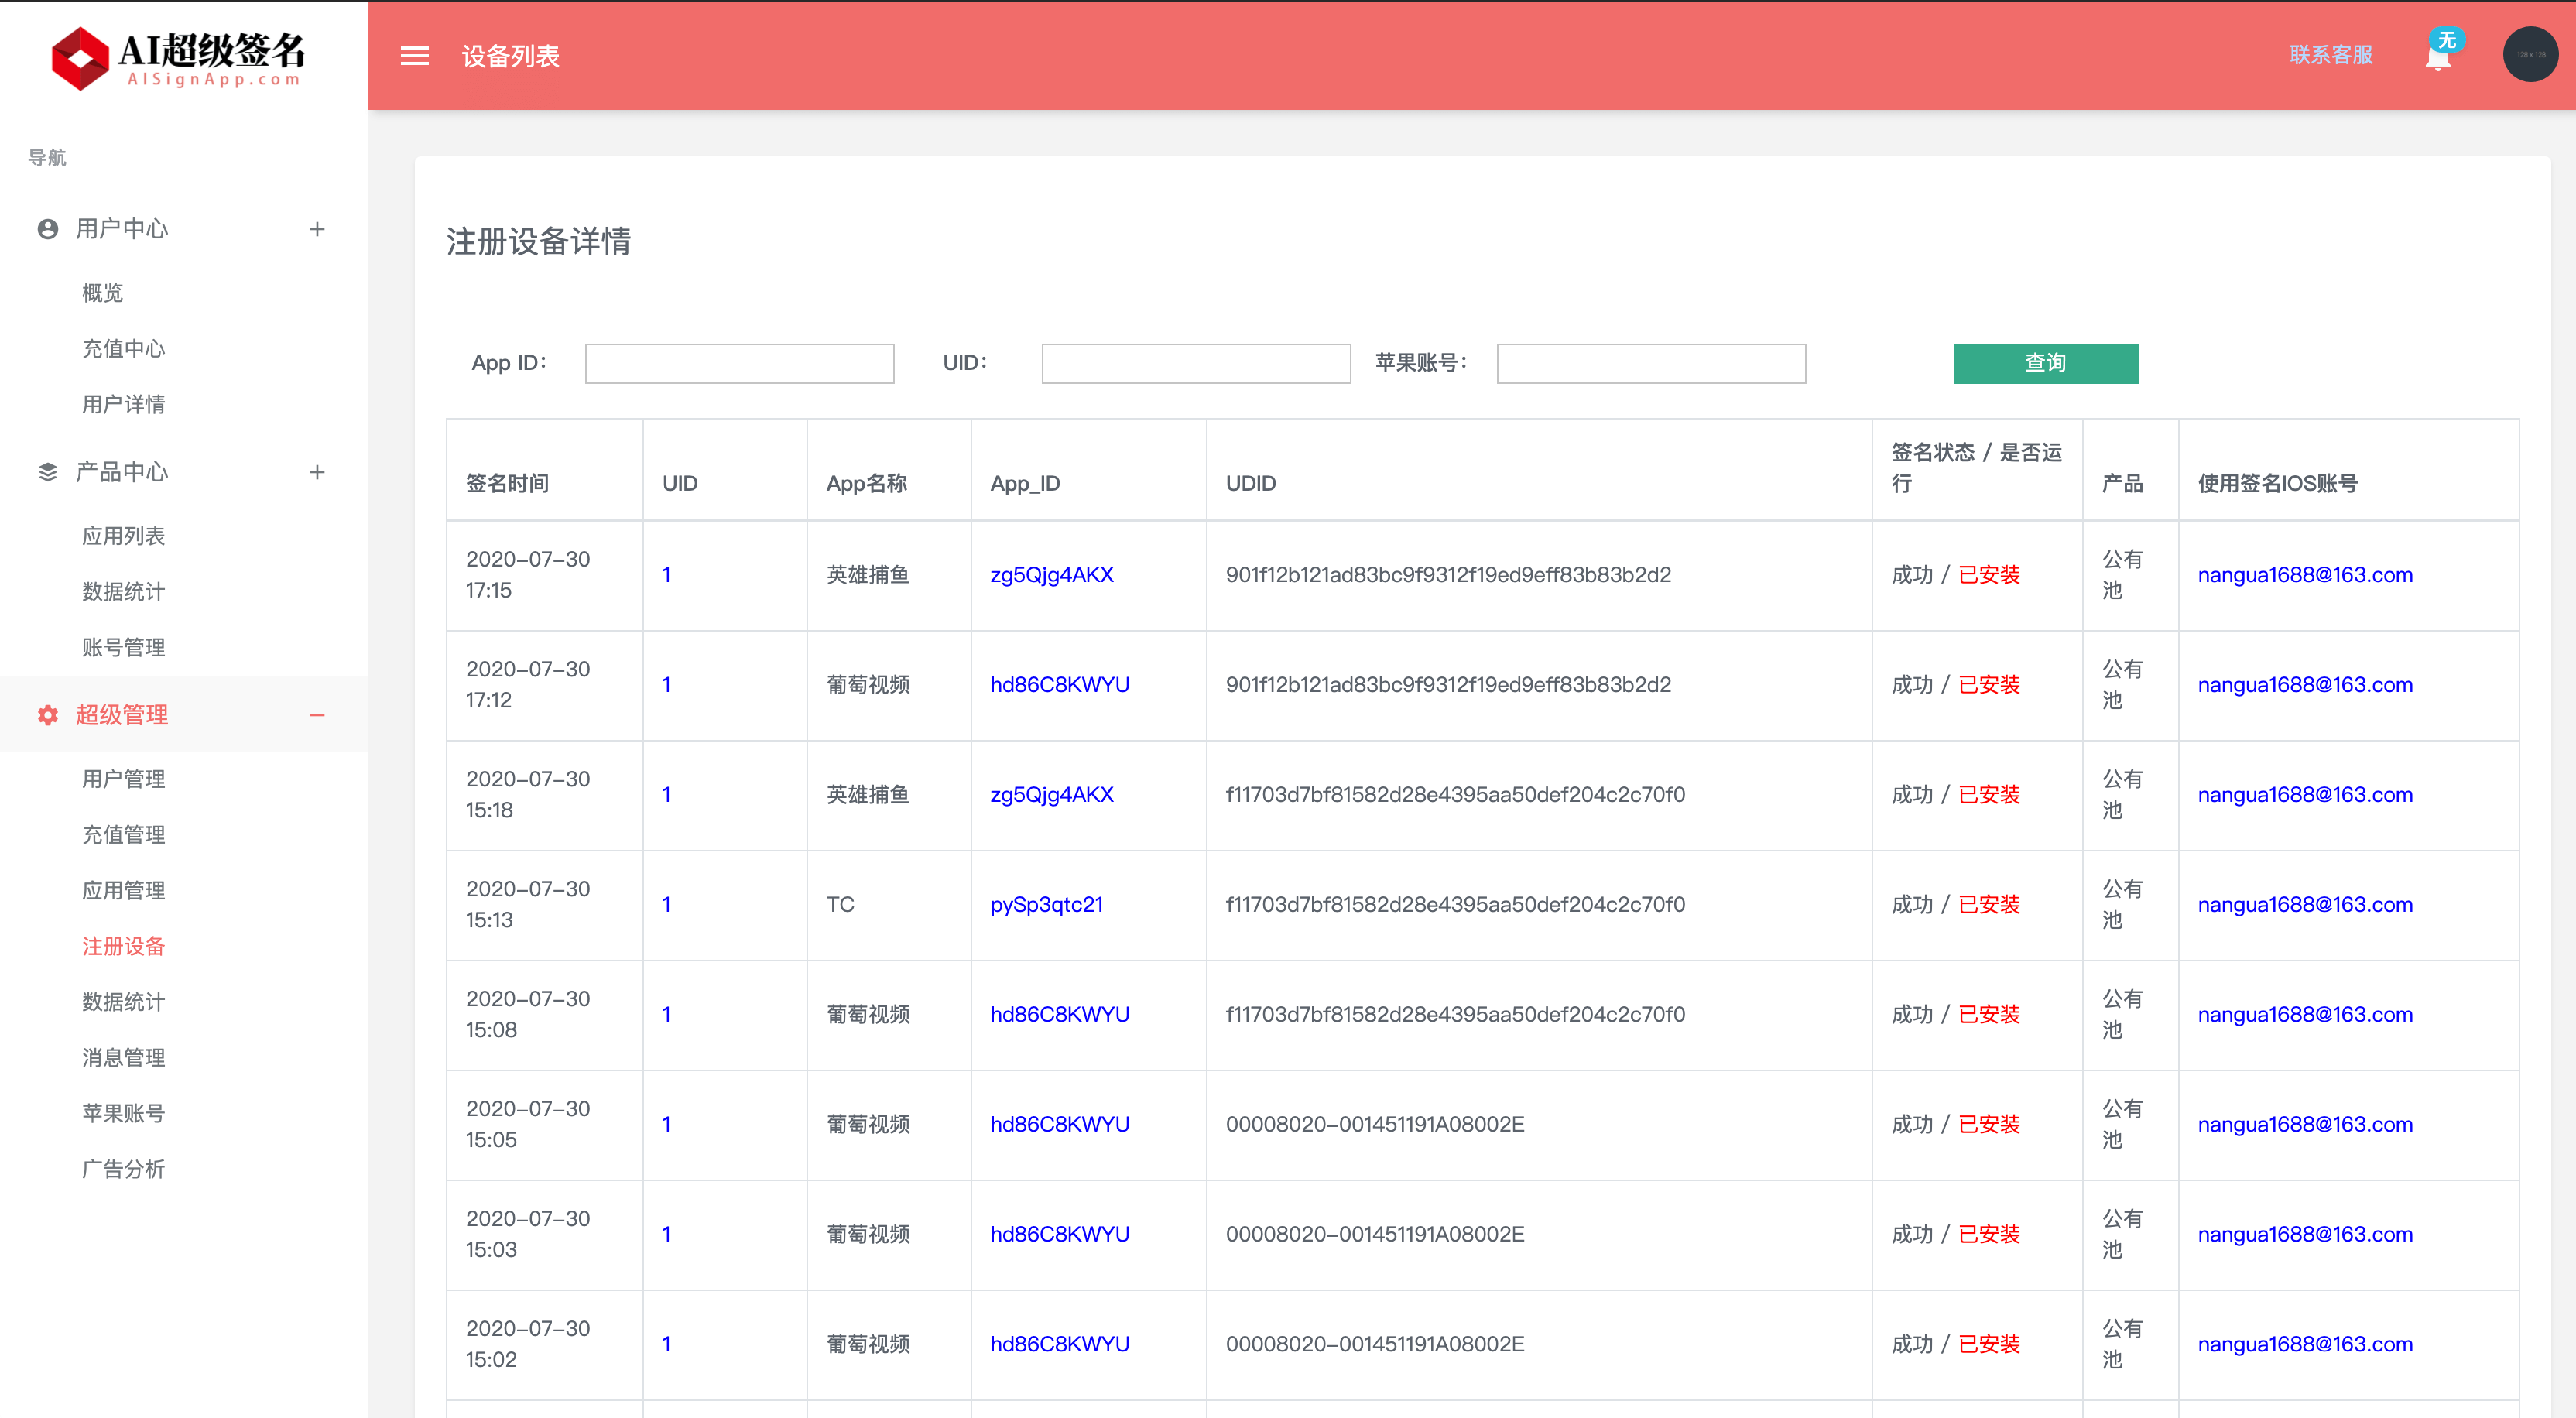 AI超级签名
AISignApp.com
设备列表
联系客服
无
128 x 128
导航
用户中心
概览
充值中心
用户详情
产品中心
应用列表
数据统计
账号管理
超级管理
用户管理
充值管理
应用管理
注册设备
数据统计
消息管理
苹果账号
广告分析
注册设备详情
App ID：
UID：
苹果账号：
查询
签名时间 UID App名称 App_ID UDID 签名状态 / 是否运行 产品 使用签名IOS账号
2020-07-30 17:15 1 英雄捕鱼 zg5Qjg4AKX 901f12b121ad83bc9f9312f19ed9eff83b83b2d2 成功 / 已安装 公有池 nangua1688@163.com
2020-07-30 17:12 1 葡萄视频 hd86C8KWYU 901f12b121ad83bc9f9312f19ed9eff83b83b2d2 成功 / 已安装 公有池 nangua1688@163.com
2020-07-30 15:18 1 英雄捕鱼 zg5Qjg4AKX f11703d7bf81582d28e4395aa50def204c2c70f0 成功 / 已安装 公有池 nangua1688@163.com
2020-07-30 15:13 1 TC pySp3qtc21 f11703d7bf81582d28e4395aa50def204c2c70f0 成功 / 已安装 公有池 nangua1688@163.com
2020-07-30 15:08 1 葡萄视频 hd86C8KWYU f11703d7bf81582d28e4395aa50def204c2c70f0 成功 / 已安装 公有池 nangua1688@163.com
2020-07-30 15:05 1 葡萄视频 hd86C8KWYU 00008020-001451191A08002E 成功 / 已安装 公有池 nangua1688@163.com
2020-07-30 15:03 1 葡萄视频 hd86C8KWYU 00008020-001451191A08002E 成功 / 已安装 公有池 nangua1688@163.com
2020-07-30 15:02 1 葡萄视频 hd86C8KWYU 00008020-001451191A08002E 成功 / 已安装 公有池 nangua1688@163.com